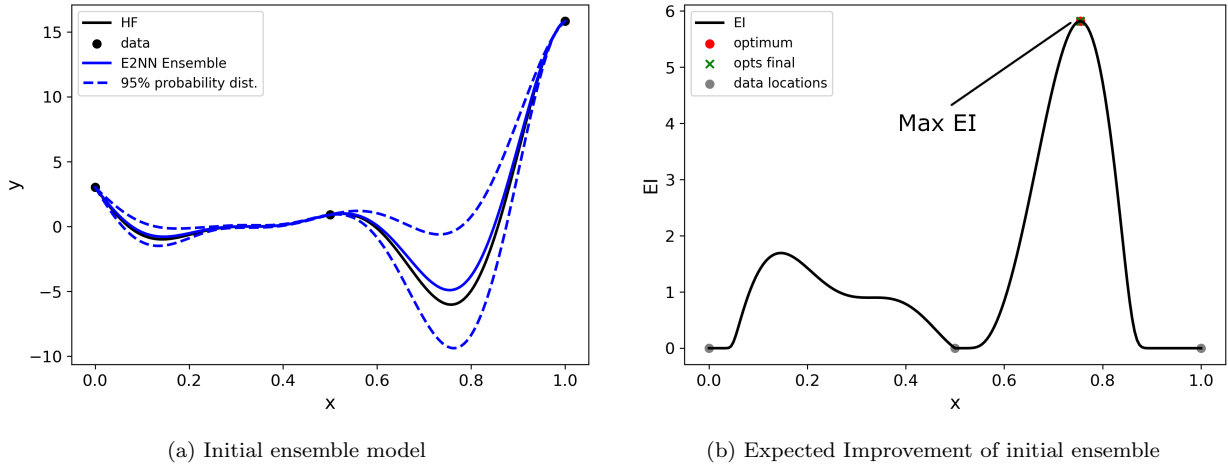 HF
data
E2NN Ensemble
95% probability dist.
15
10
5
0
−5
−10
y
0.0 0.2 0.4 0.6 0.8 1.0
x
(a) Initial ensemble model
EI
optimum
opts final
data locations
Max EI
6
5
4
3
2
1
0
EI
0.0 0.2 0.4 0.6 0.8 1.0
x
(b) Expected Improvement of initial ensemble